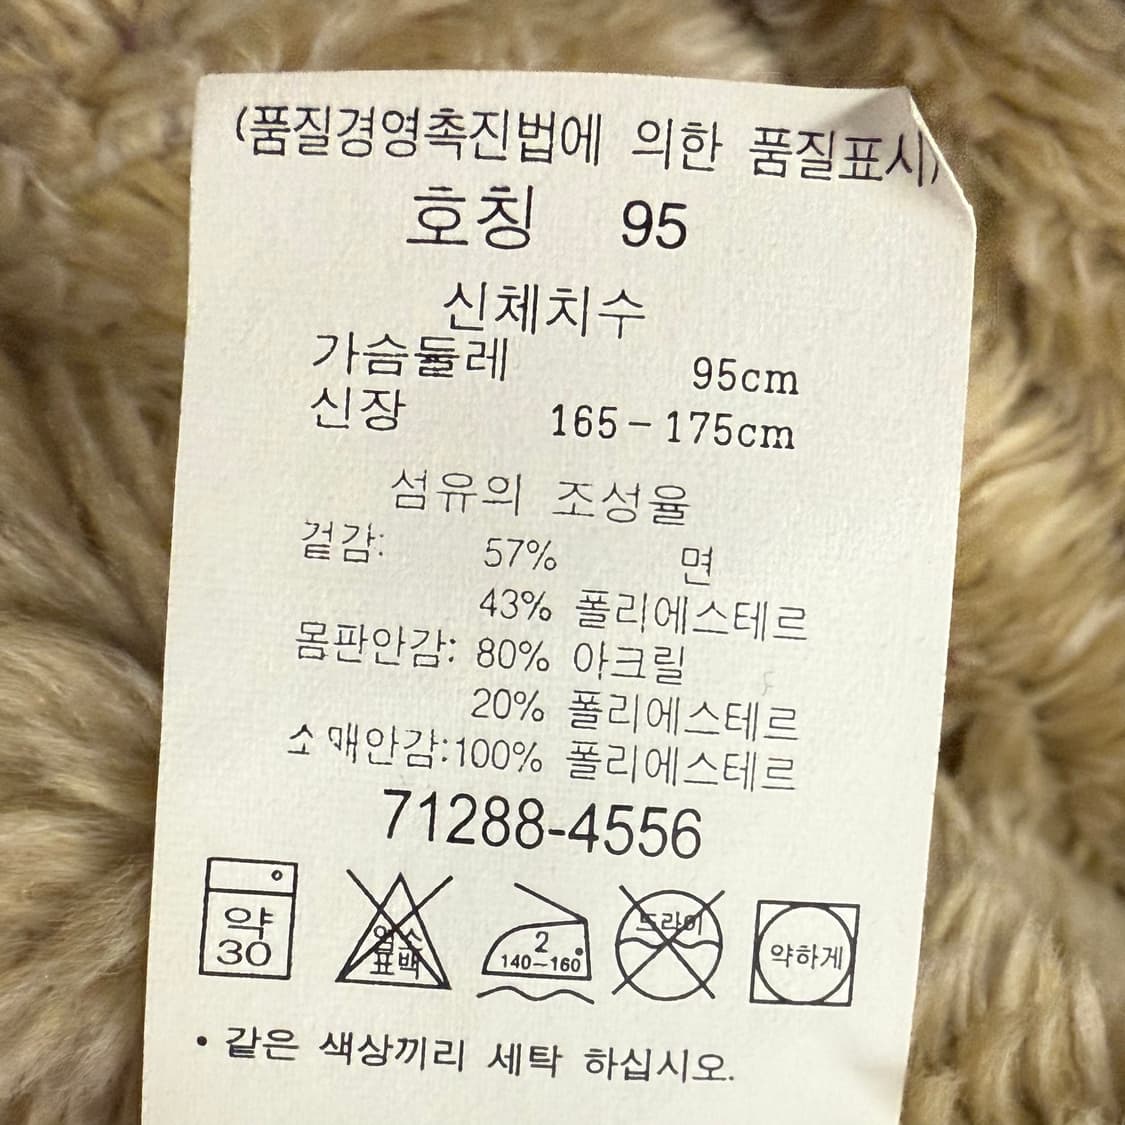 (품질경영촉진법에 의한 품질표시)
호칭 95
신체치수
가슴둘레 95cm
신장 165-175cm
섬유의 조성율
겉감: 57% 면
43% 폴리에스테르
몸판안감: 80% 아크릴
20% 폴리에스테르
소매안감:100% 폴리에스테르
71288-4556
약 30
염소 표백
2 140~160
드라이
약하게
• 같은 색상끼리 세탁 하십시오.